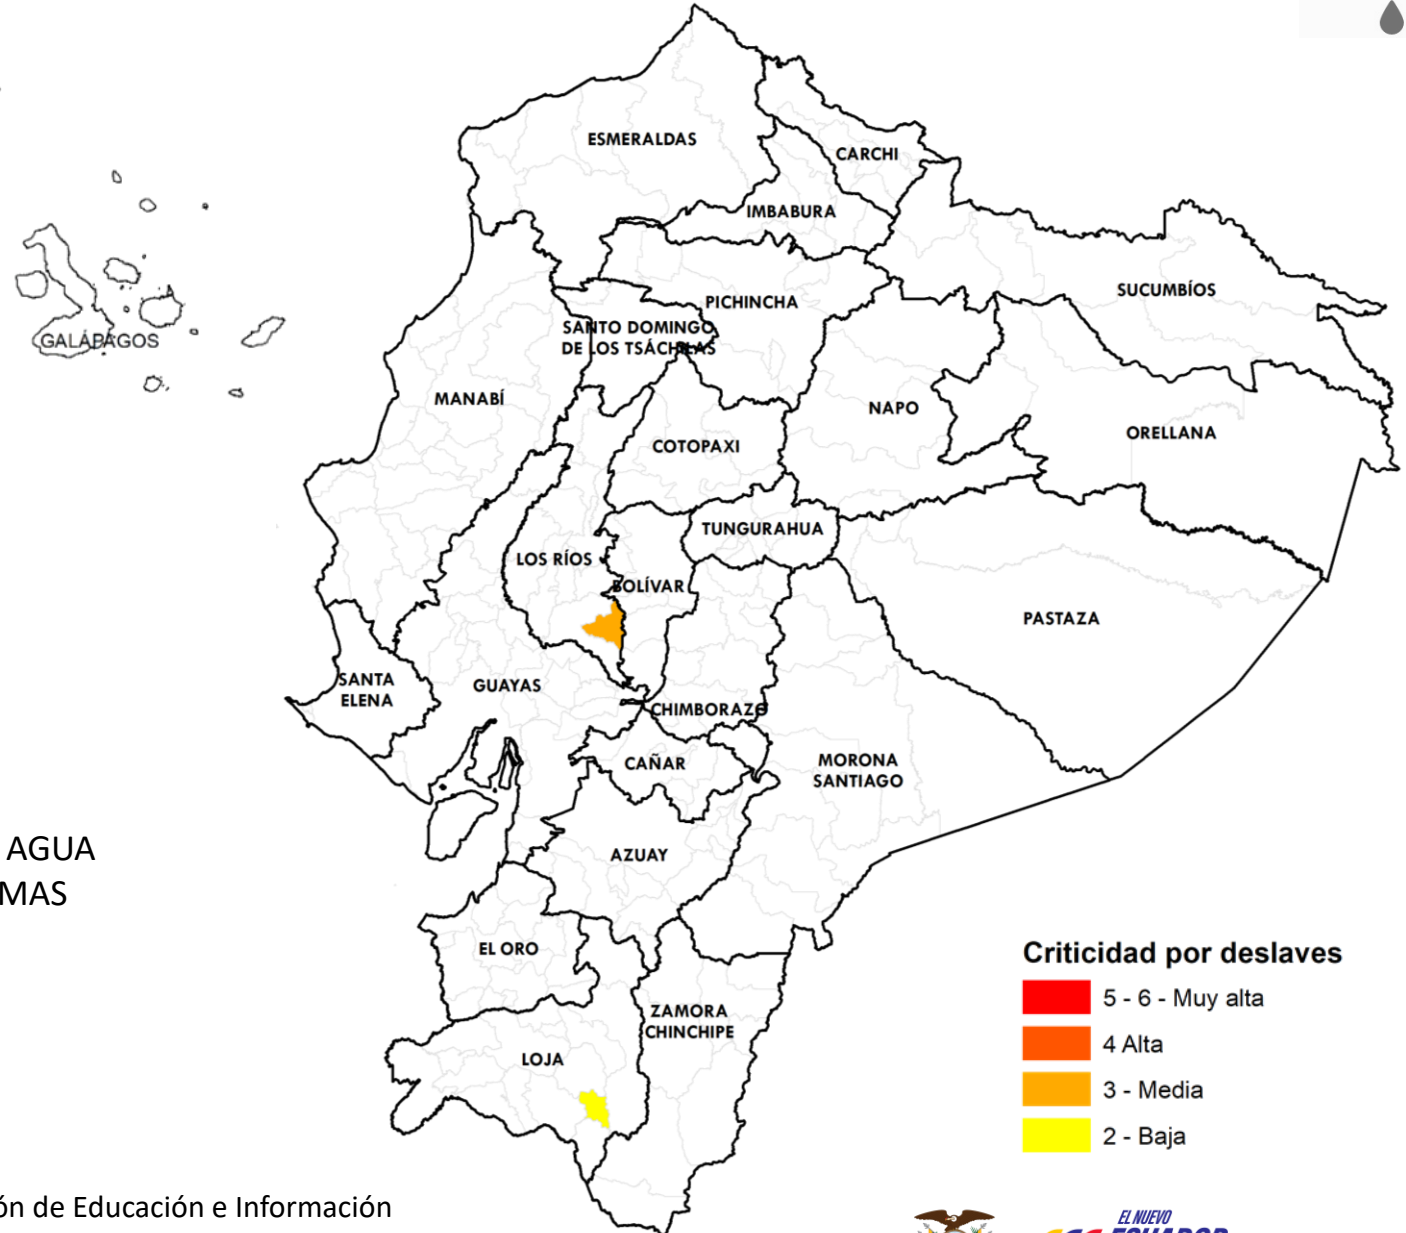 ESMERALDAS
CARCHI
IMBABURA
SUCUMBÍOS
PICHINCHA
SANTO DOMINGO
DE LOS TSÁCHILAS
GALÁPAGOS
MANABÍ
NAPO
ORELLANA
COTOPAXI
TUNGURAHUA
LOS RÍOS
BOLÍVAR
PASTAZA
SANTA
ELENA
GUAYAS
CHIMBORAZO
CAÑAR
MORONA
SANTIAGO
AGUA
MAS
AZUAY
EL ORO
ZAMORA
CHINCHIPE
LOJA
Criticidad por deslaves
5 - 6 - Muy alta
4 Alta
3 - Media
2 - Baja
ón de Educación e Información
EL NUEVO
ECUADOR